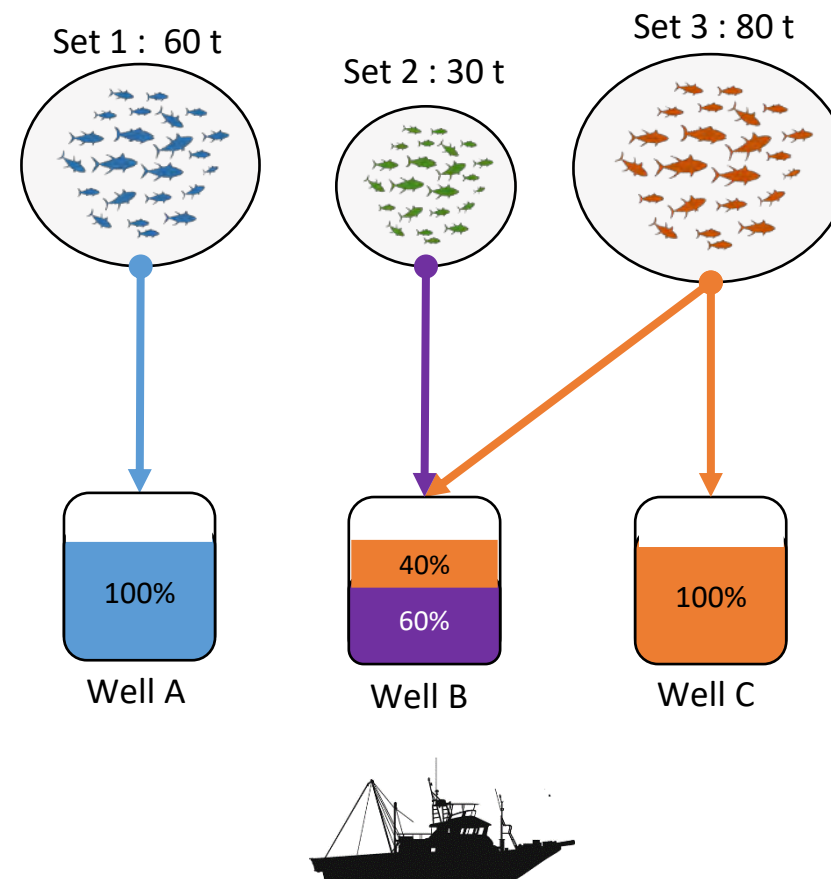 Set 1 :  60 t
Set 2 : 30 t
Set 3 : 80 t
100%
40%
60%
100%
Well A
Well B
Well C